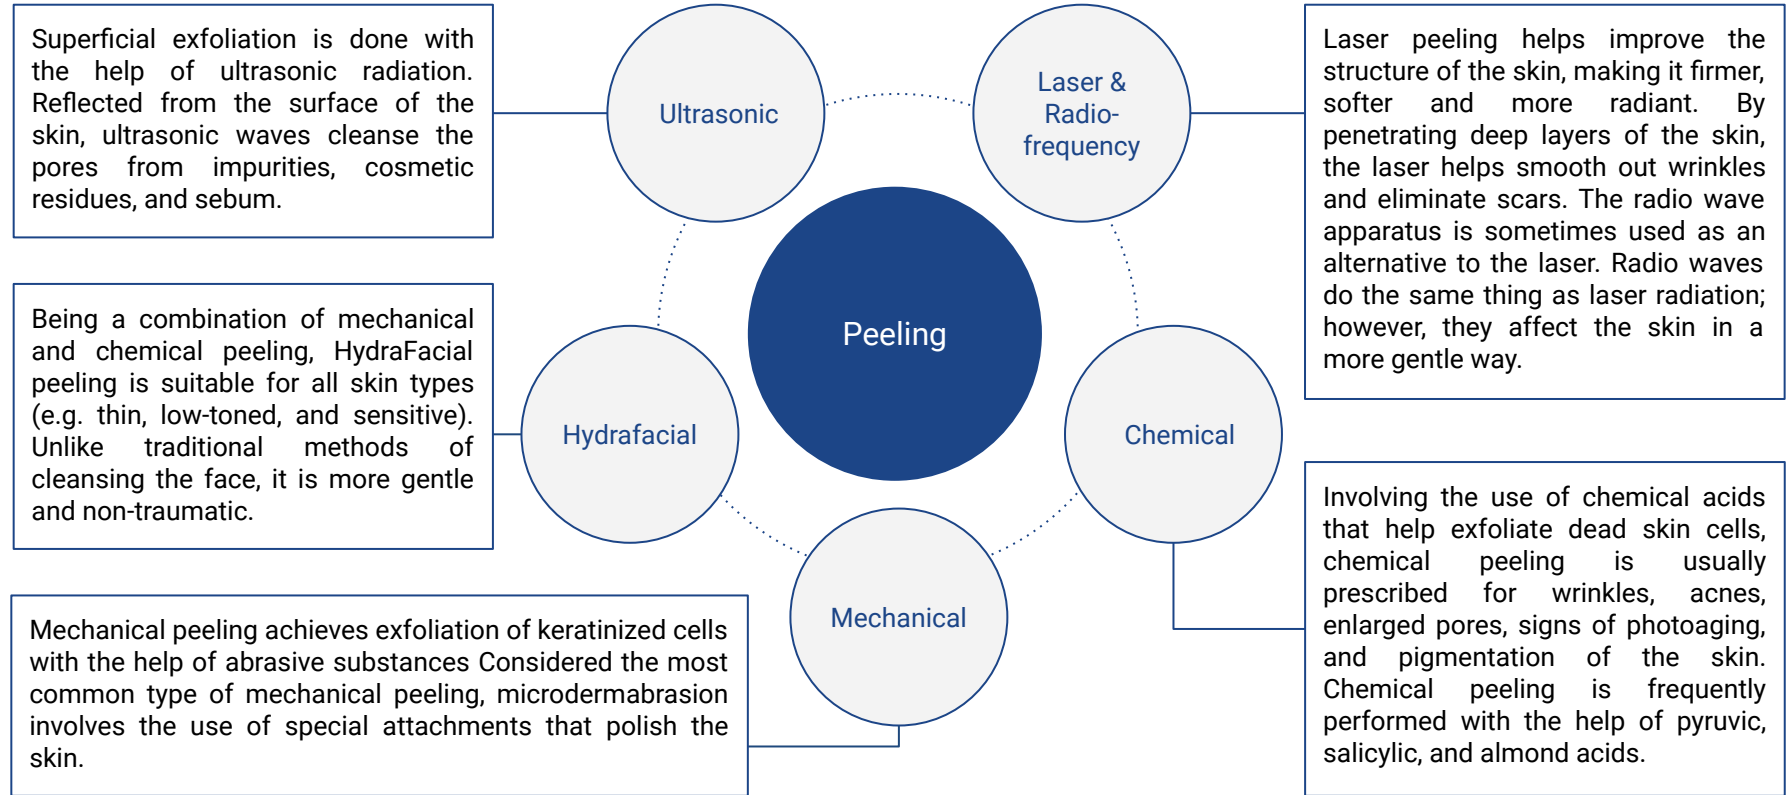 Superficial exfoliation is done with
the help of ultrasonic radiation.
Reflected from the surface of the
skin, ultrasonic waves cleanse the
pores from impurities, cosmetic
residues, and sebum.
Ultrasonic
Laser &
Radio-
frequency
Laser peeling helps improve the
structure of the skin, making it firmer,
softer and more radiant. By
penetrating deep layers of the skin,
the laser helps smooth out wrinkles
and eliminate scars. The radio wave
apparatus is sometimes used as an
alternative to the laser. Radio waves
do the same thing as laser radiation;
however, they affect the skin in a
more gentle way.
Being a combination of mechanical
and chemical peeling, HydraFacial
peeling is suitable for all skin types
(e.g. thin, low-toned, and sensitive).
Unlike traditional methods of
cleansing the face, it is more gentle
and non-traumatic.
Hydrafacial
Peeling
Chemical
Involving the use of chemical acids
that help exfoliate dead skin cells,
chemical peeling is usually
prescribed for wrinkles, acnes,
enlarged pores, signs of photoaging,
and pigmentation of the skin.
Chemical peeling is frequently
performed with the help of pyruvic,
salicylic, and almond acids.
Mechanical
Mechanical peeling achieves exfoliation of keratinized cells
with the help of abrasive substances Considered the most
common type of mechanical peeling, microdermabrasion
involves the use of special attachments that polish the
skin.